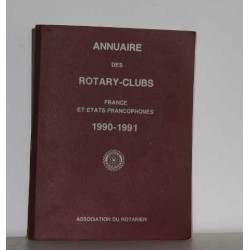 ANNUAIRE
DES
ROTARY-CLUBS
FRANCE
ET ETATS FRANCOPHONES
1990-1991
ASSOCIATION DU ROTARIEN